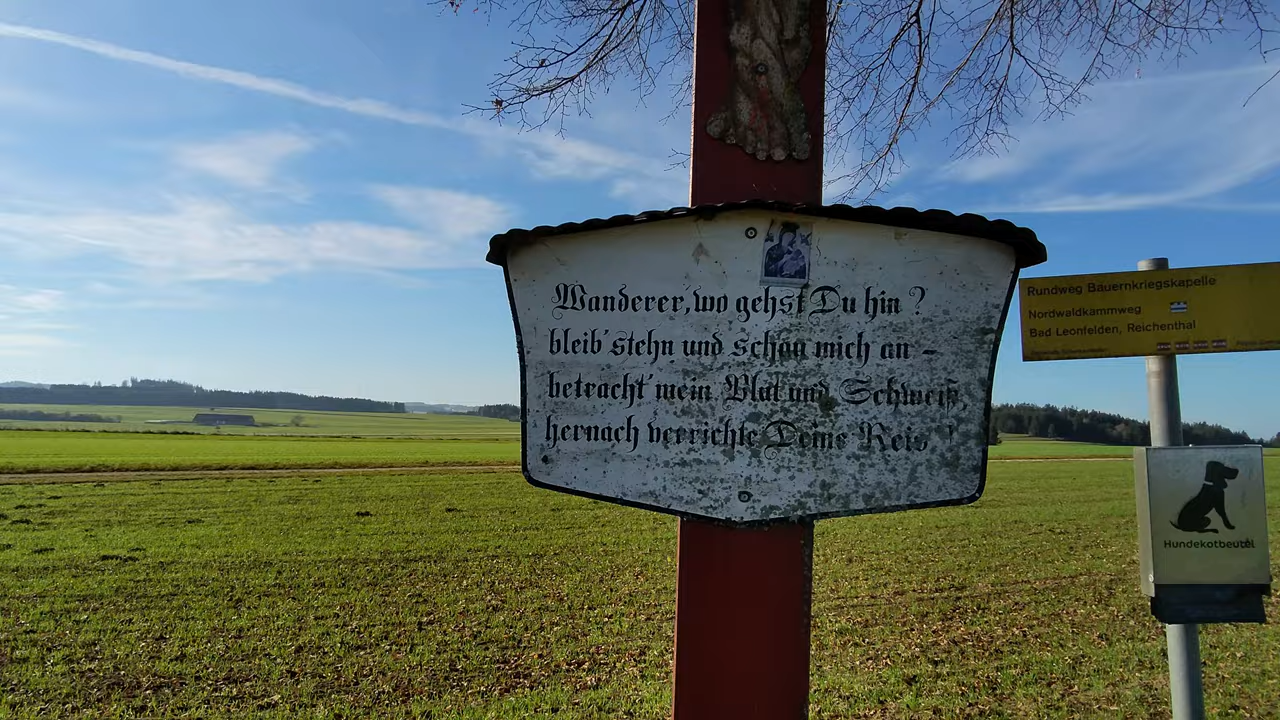 Wanderer, wo gehst Du hin ?
bleib' stehn und schau mich an –
betracht' mein Blut und Schweiß,
hernach verrichte Deine Reis !
Rundweg Bauernkriegskapelle
Nordwaldkammweg
Bad Leonfelden, Reichenthal
Hundekotbeutel